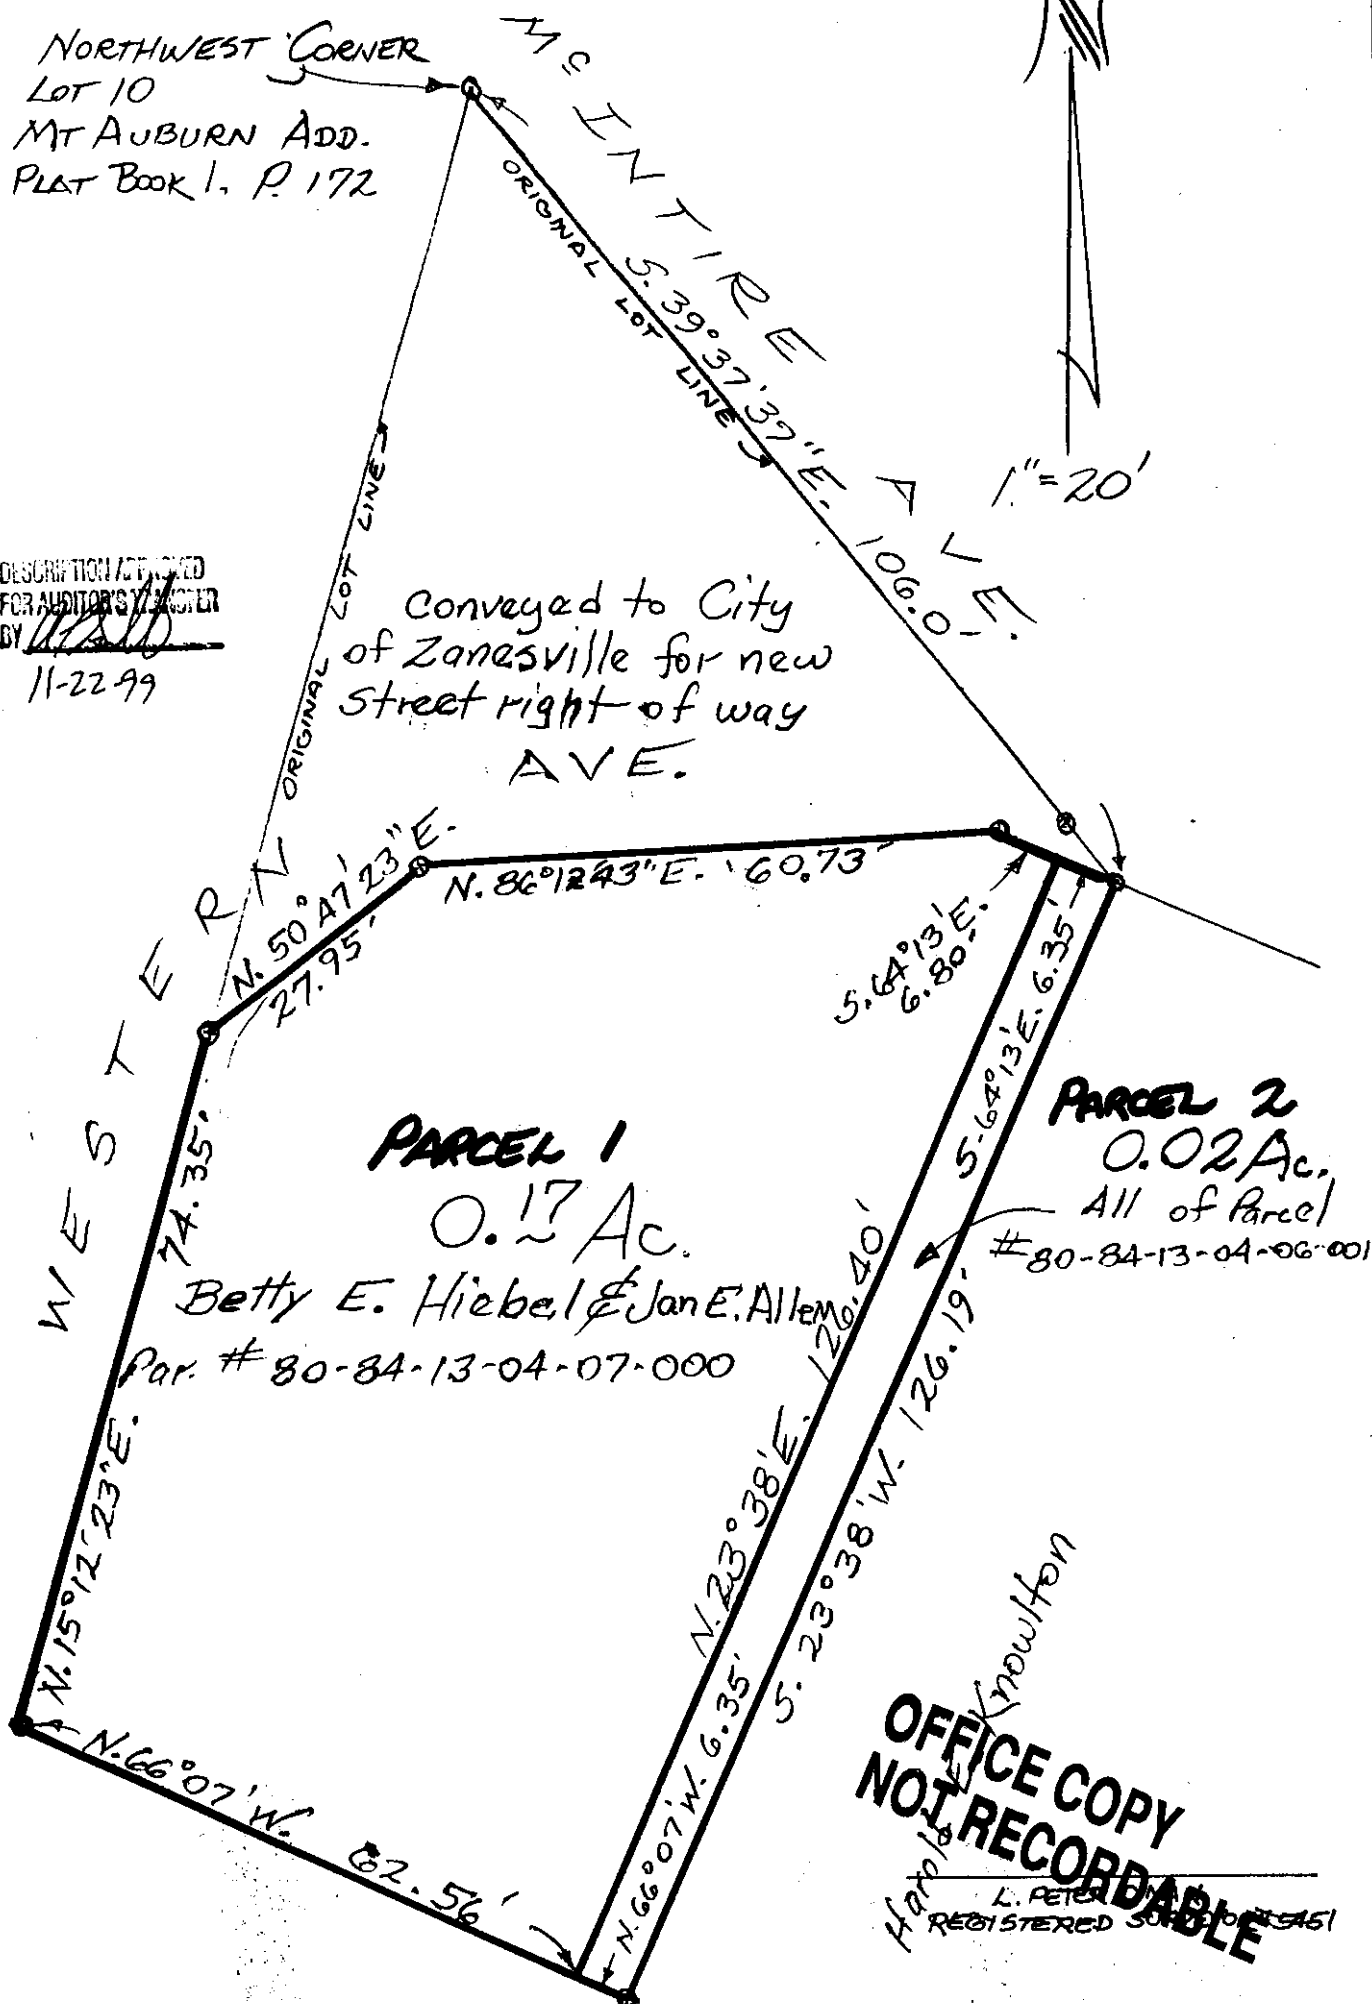 NORTHWEST CORNER
LOT 10
MT AUBURN ADD.
PLAT BOOK 1, P. 172
Mc INTIRE AVE.
N
1"=20'
ORIGINAL LOT LINE
S. 39°37'37"E. 106.0'
ORIGINAL LOT LINE
DESCRIPTION APPROVED
FOR AUDITOR'S TRANSFER
BY
11-22-99
Conveyed to City
of Zanesville for new
street right of way
WESTERN AVE.
N. 50°47'23"E.
27.95'
N. 86°12'43"E. 60.73'
S. 64°13'E.
6.80'
S. 64°13'E. 6.35'
PARCEL 1
0.17 Ac.
Betty E. Hiebel & Jan E. Allen
Par. # 80-84-13-04-07-000
PARCEL 2
0.02 Ac.
All of Parcel
# 80-84-13-04-06-001
74.35'
N. 15°12'23"E.
N. 23°38'E. 126.40'
S. 23°38'W. 126.19'
N. 66°07'W. 62.56'
N. 66°07'W. 6.35'
Knowlton
OFFICE COPY
NOT RECORDABLE
L. PETER
REGISTERED